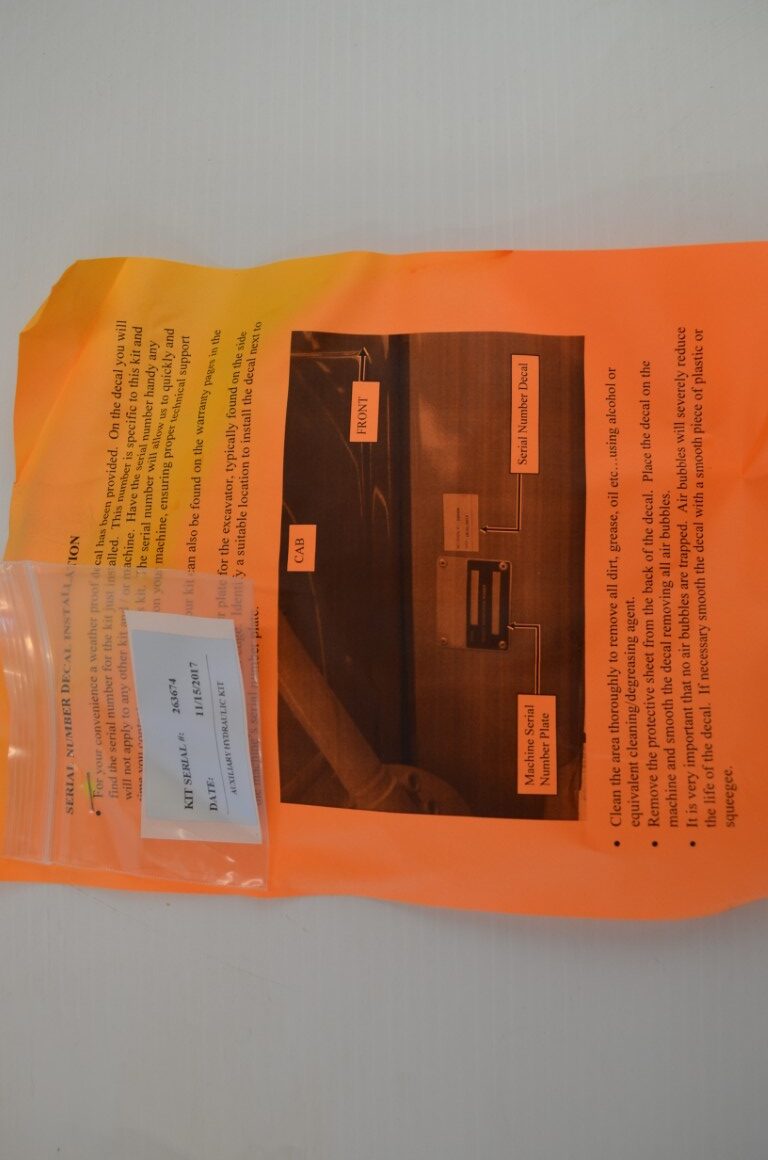 SERIAL NUMBER DECAL INSTALLATION
• For your convenience a weather proof decal has been provided. On the decal you will
find the serial number for the kit just installed. This number is specific to this kit and
will not apply to any other kit and or machine. Have the serial number handy any
kit. The serial number will allow us to quickly and
on your machine, ensuring proper technical support
our kit can also be found on the warranty pages in the
plate for the excavator, typically found on the side
Identify a suitable location to install the decal next to
the machine's serial number plate.
KIT SERIAL #: 263674
DATE: 11/15/2017
AUXILIARY HYDRAULIC KIT
CAB
FRONT
Serial Number Decal
Machine Serial
Number Plate
• Clean the area thoroughly to remove all dirt, grease, oil etc…using alcohol or
equivalent cleaning/degreasing agent.
• Remove the protective sheet from the back of the decal. Place the decal on the
machine and smooth the decal removing all air bubbles.
• It is very important that no air bubbles are trapped. Air bubbles will severely reduce
the life of the decal. If necessary smooth the decal with a smooth piece of plastic or
squeegee.